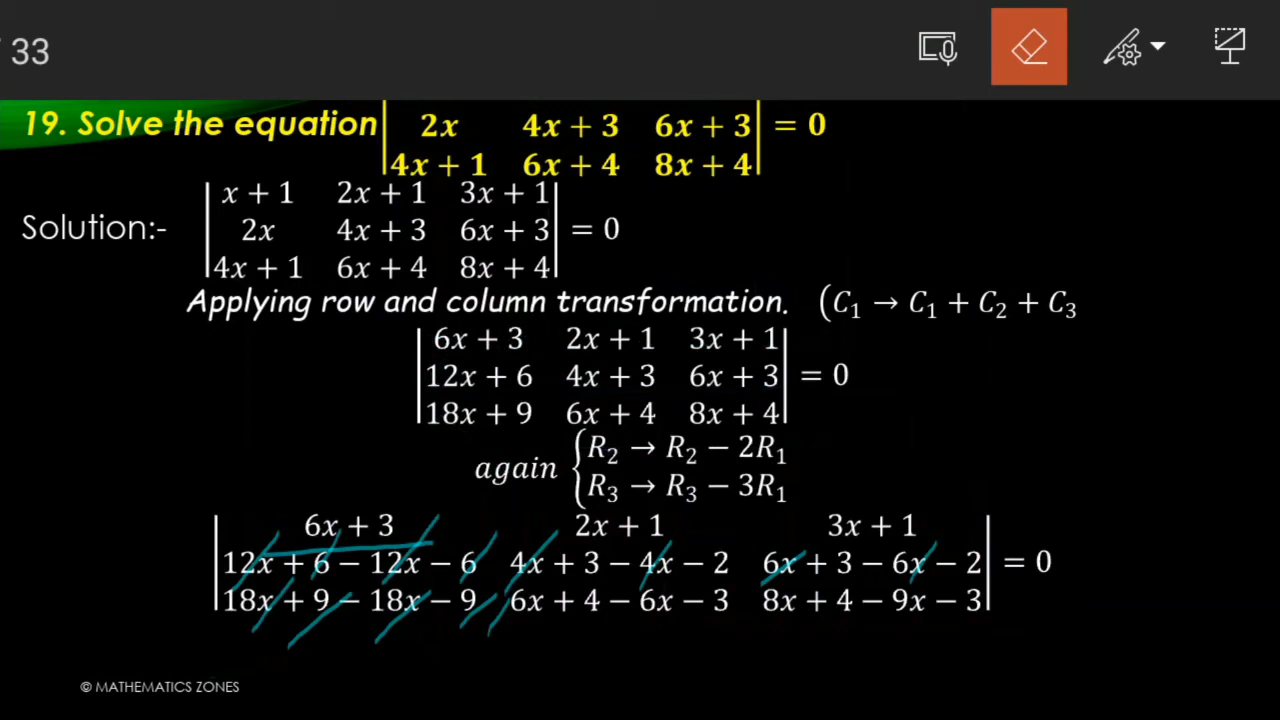 33
19. Solve the equation |2x 4x + 3 6x + 3| = 0
|4x + 1 6x + 4 8x + 4|
|x + 1 2x + 1 3x + 1|
Solution:- |2x 4x + 3 6x + 3| = 0
|4x + 1 6x + 4 8x + 4|
Applying row and column transformation. (C₁ → C₁ + C₂ + C₃
|6x + 3 2x + 1 3x + 1|
|12x + 6 4x + 3 6x + 3| = 0
|18x + 9 6x + 4 8x + 4|
again {R₂ → R₂ − 2R₁
R₃ → R₃ − 3R₁
|6x + 3 2x + 1 3x + 1|
|12x + 6 − 12x − 6 4x + 3 − 4x − 2 6x + 3 − 6x − 2| = 0
|18x + 9 − 18x − 9 6x + 4 − 6x − 3 8x + 4 − 9x − 3|
© MATHEMATICS ZONES